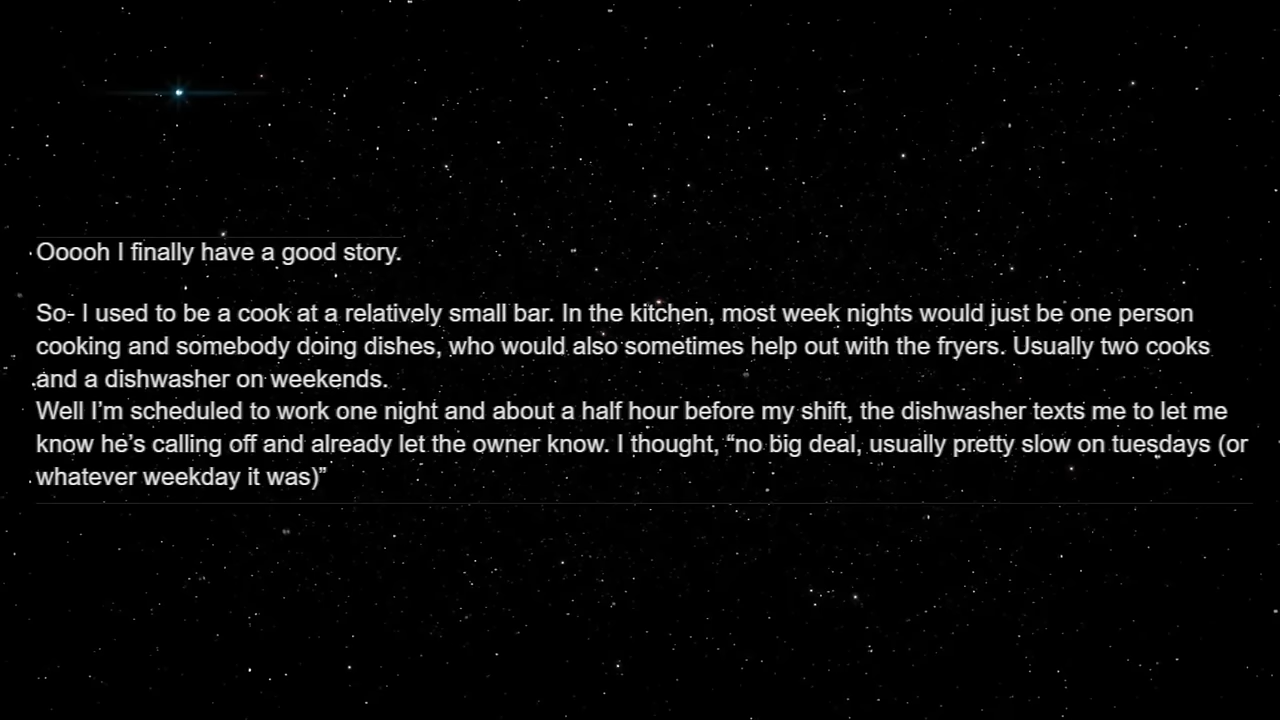 Ooooh I finally have a good story.
So- I used to be a cook at a relatively small bar. In the kitchen, most week nights would just be one person
cooking and somebody doing dishes, who would also sometimes help out with the fryers. Usually two cooks
and a dishwasher on weekends.
Well I’m scheduled to work one night and about a half hour before my shift, the dishwasher texts me to let me
know he’s calling off and already let the owner know. I thought, “no big deal, usually pretty slow on tuesdays (or
whatever weekday it was)”